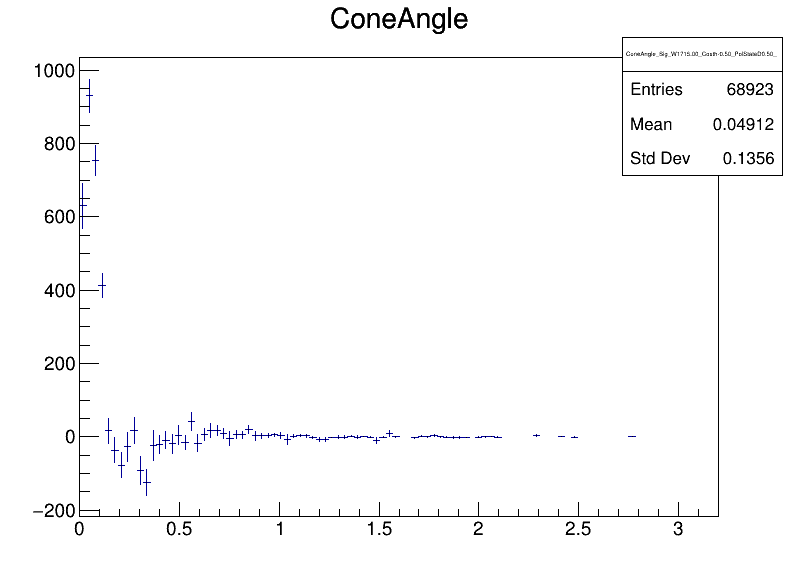 ConeAngle
ConeAngle_Sig_W1715.00_Costh-0.50_PolStateD0.50_
Entries 68923
Mean 0.04912
Std Dev 0.1356
1000
800
600
400
200
0
−200
0 0.5 1 1.5 2 2.5 3